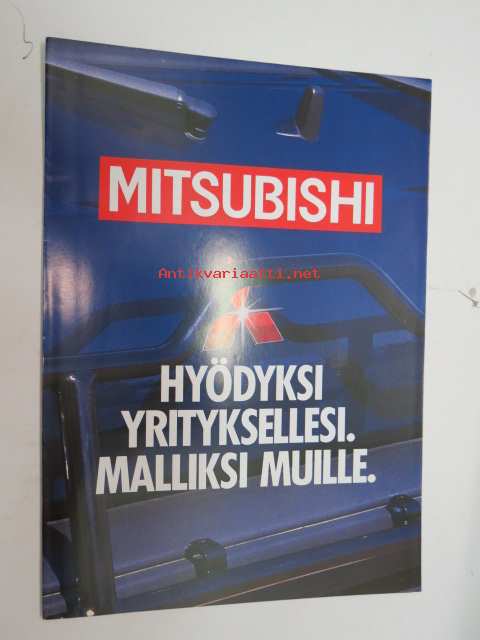 MITSUBISHI
Antikvariaatti.net
HYÖDYKSI
YRITYKSELLESI.
MALLIKSI MUILLE.